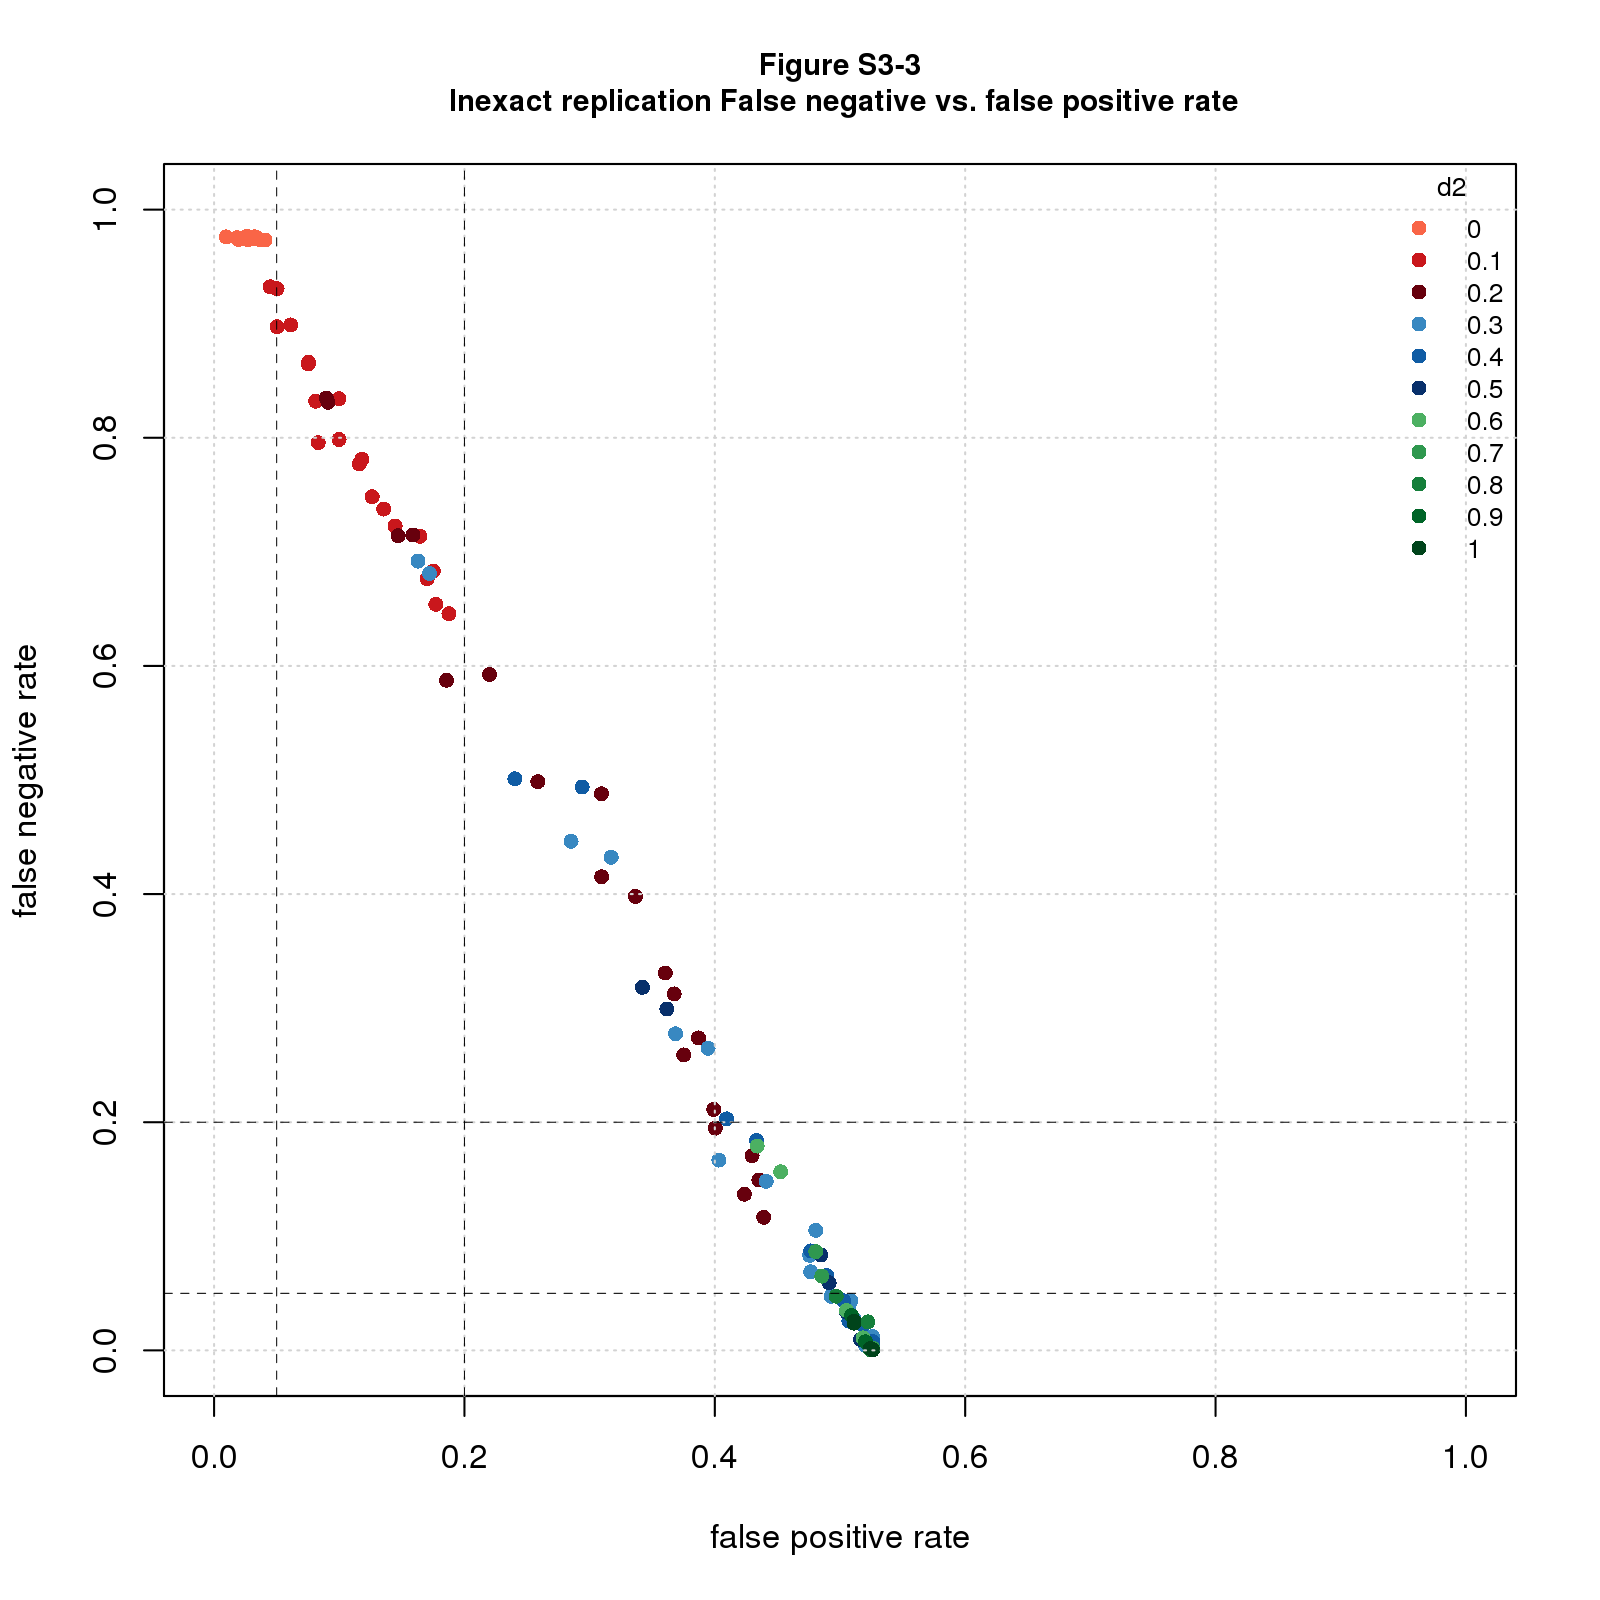 Figure S3-3
Inexact replication False negative vs. false positive rate
d2
0
0.1
0.2
0.3
0.4
0.5
0.6
0.7
0.8
0.9
1
false negative rate
1.0
0.8
0.6
0.4
0.2
0.0
0.0 0.2 0.4 0.6 0.8 1.0
false positive rate